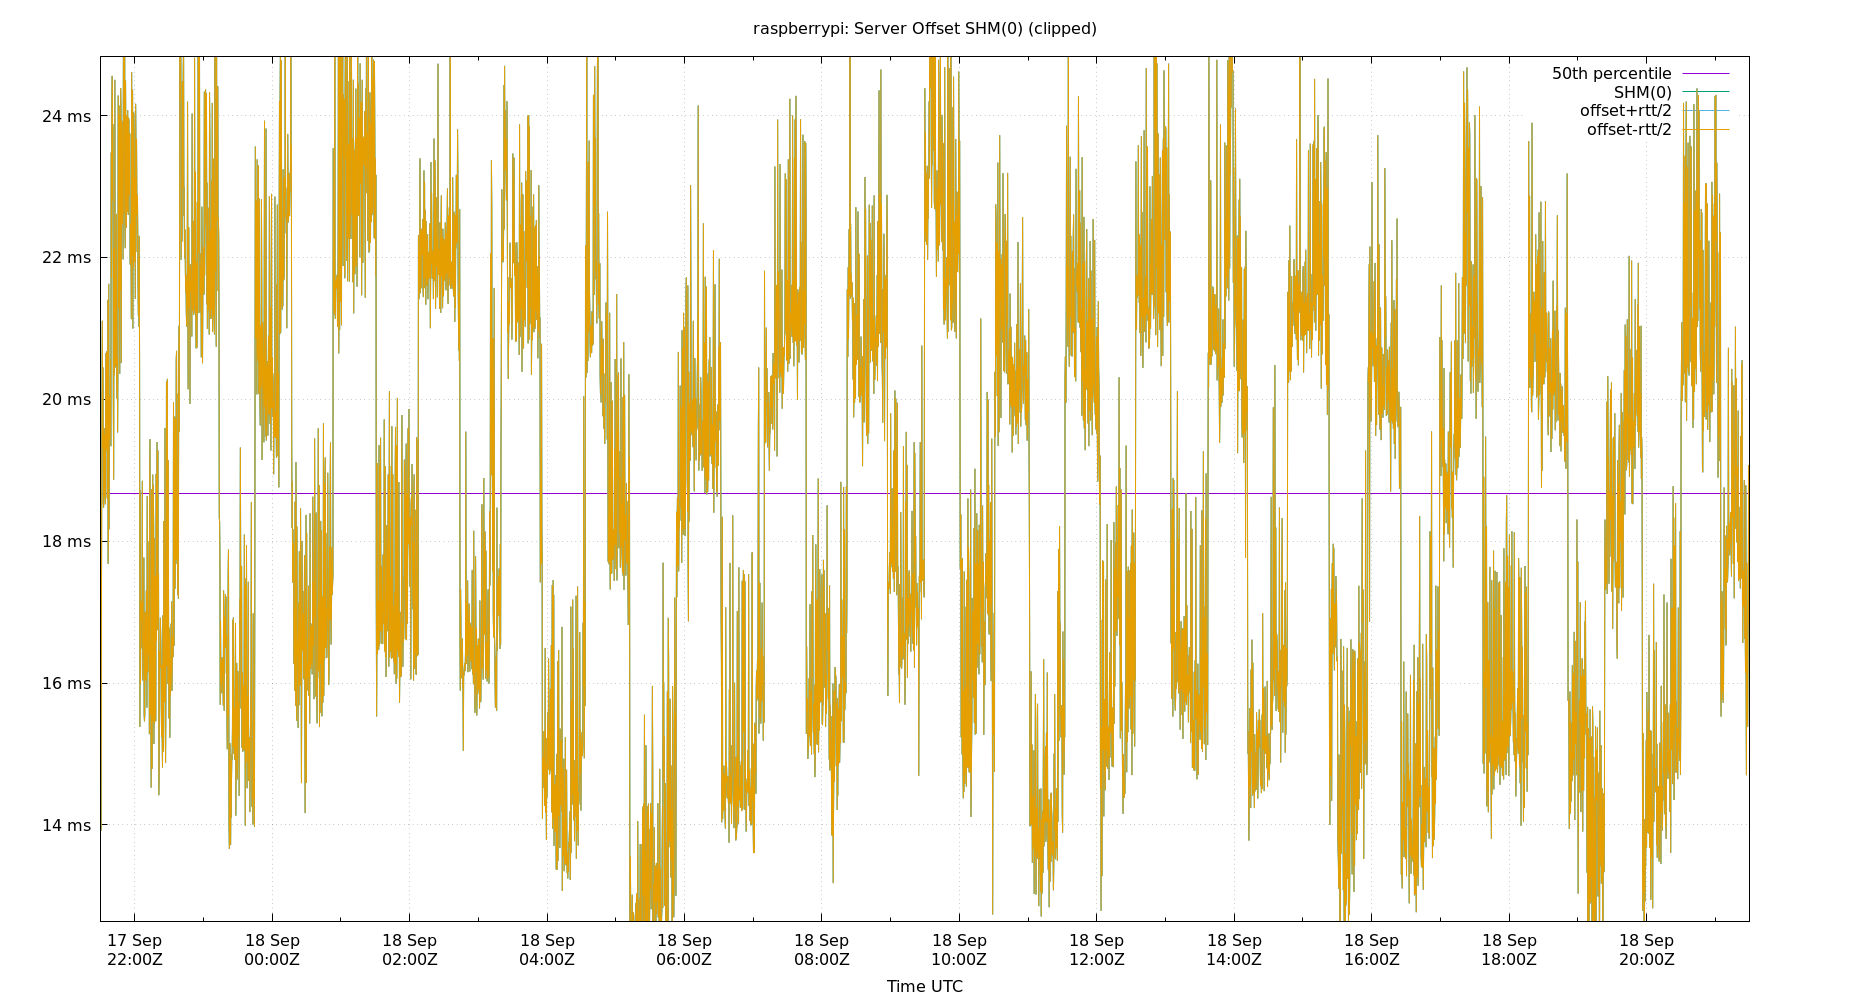 raspberrypi: Server Offset SHM(0) (clipped)
50th percentile
SHM(0)
offset+rtt/2
offset-rtt/2
24 ms
22 ms
20 ms
18 ms
16 ms
14 ms
17 Sep 18 Sep 18 Sep 18 Sep 18 Sep 18 Sep 18 Sep 18 Sep 18 Sep 18 Sep 18 Sep 18 Sep
22:00Z 00:00Z 02:00Z 04:00Z 06:00Z 08:00Z 10:00Z 12:00Z 14:00Z 16:00Z 18:00Z 20:00Z
Time UTC